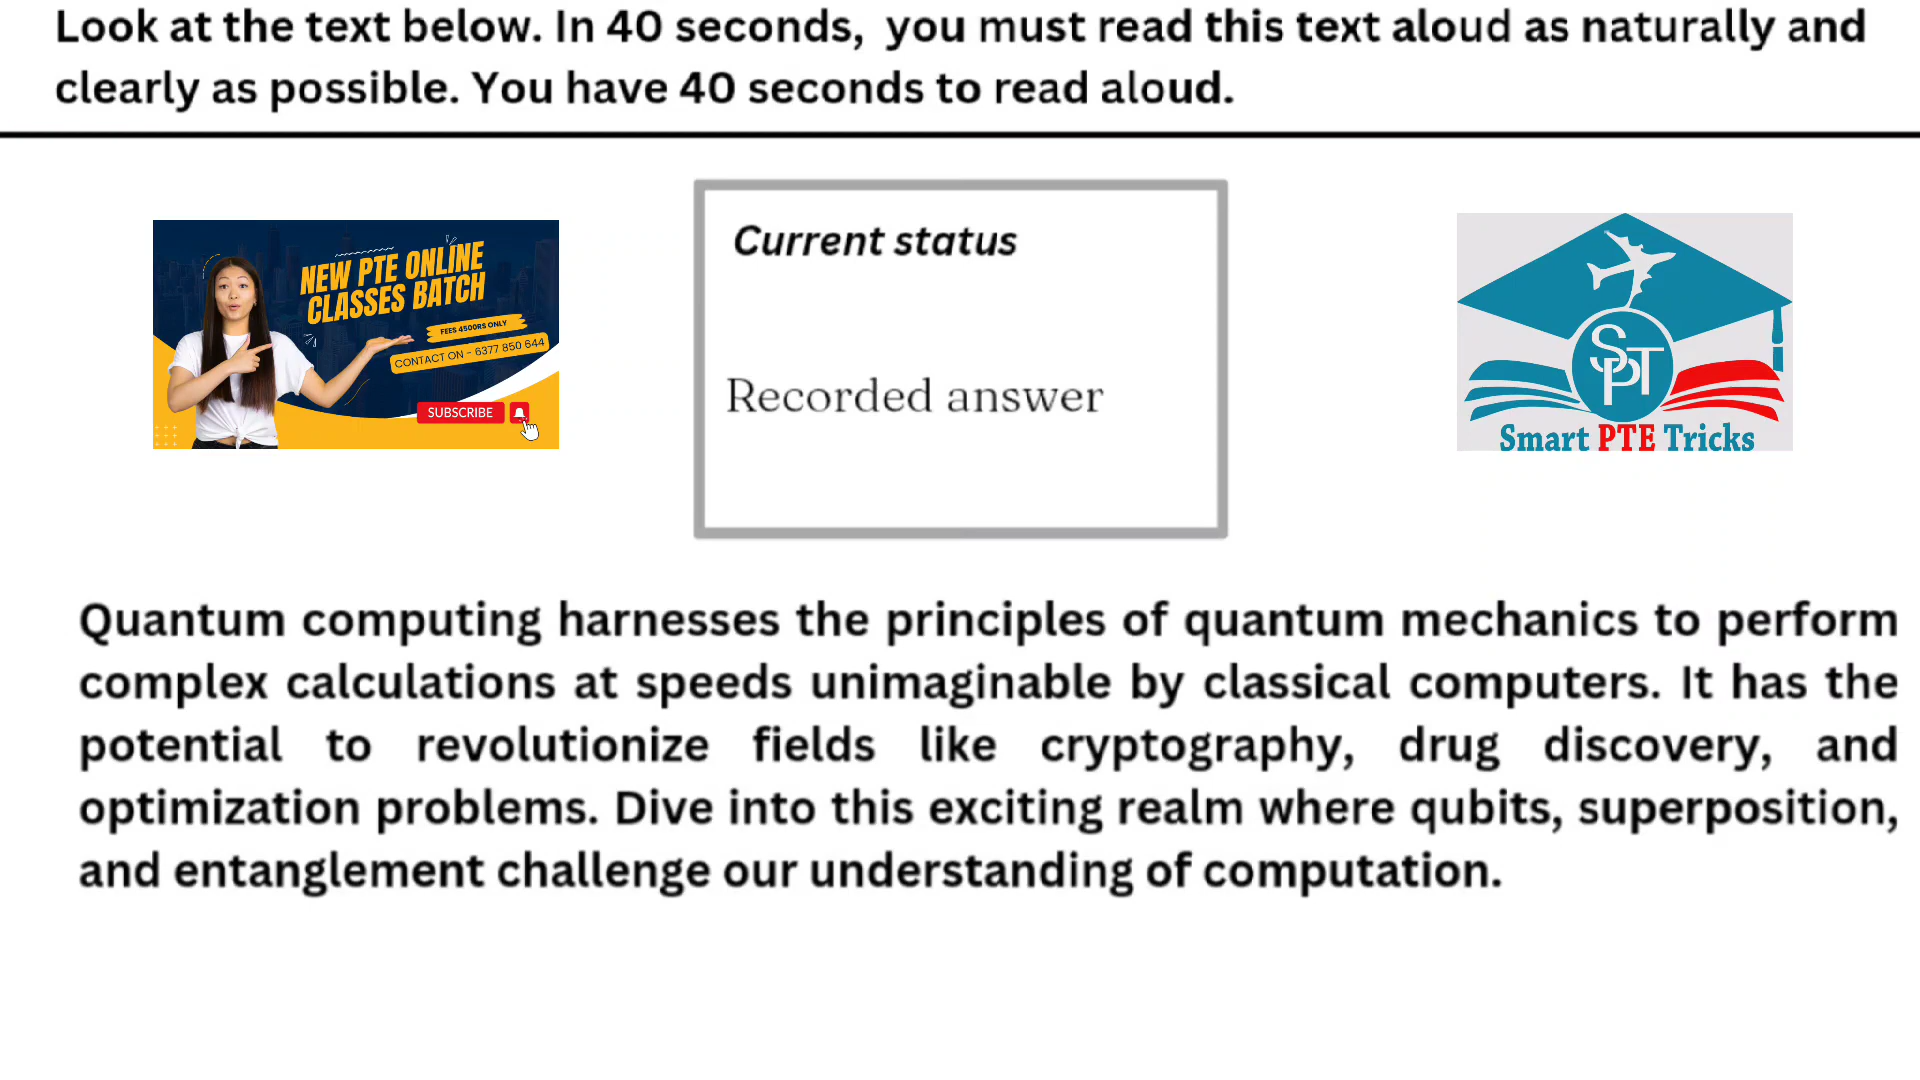 Look at the text below. In 40 seconds,  you must read this text aloud as naturally and
clearly as possible. You have 40 seconds to read aloud.
NEW PTE ONLINE
CLASSES BATCH
FEES 4500RS ONLY
CONTACT ON - 6377 850 644
SUBSCRIBE
Current status
Recorded answer
SPT
Smart PTE Tricks
Quantum computing harnesses the principles of quantum mechanics to perform
complex calculations at speeds unimaginable by classical computers. It has the
potential to revolutionize fields like cryptography, drug discovery, and
optimization problems. Dive into this exciting realm where qubits, superposition,
and entanglement challenge our understanding of computation.